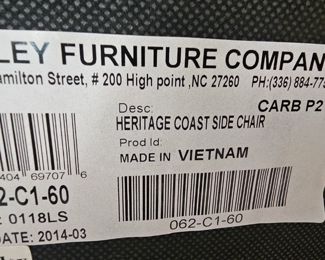 LEY FURNITURE COMPAN
amilton Street, # 200 High point ,NC 27260 PH:(336) 884-77
Desc: CARB P2
HERITAGE COAST SIDE CHAIR
Prod Id:
MADE IN VIETNAM
404 69707 6
2-C1-60
: 0118LS
DATE: 2014-03
062-C1-60